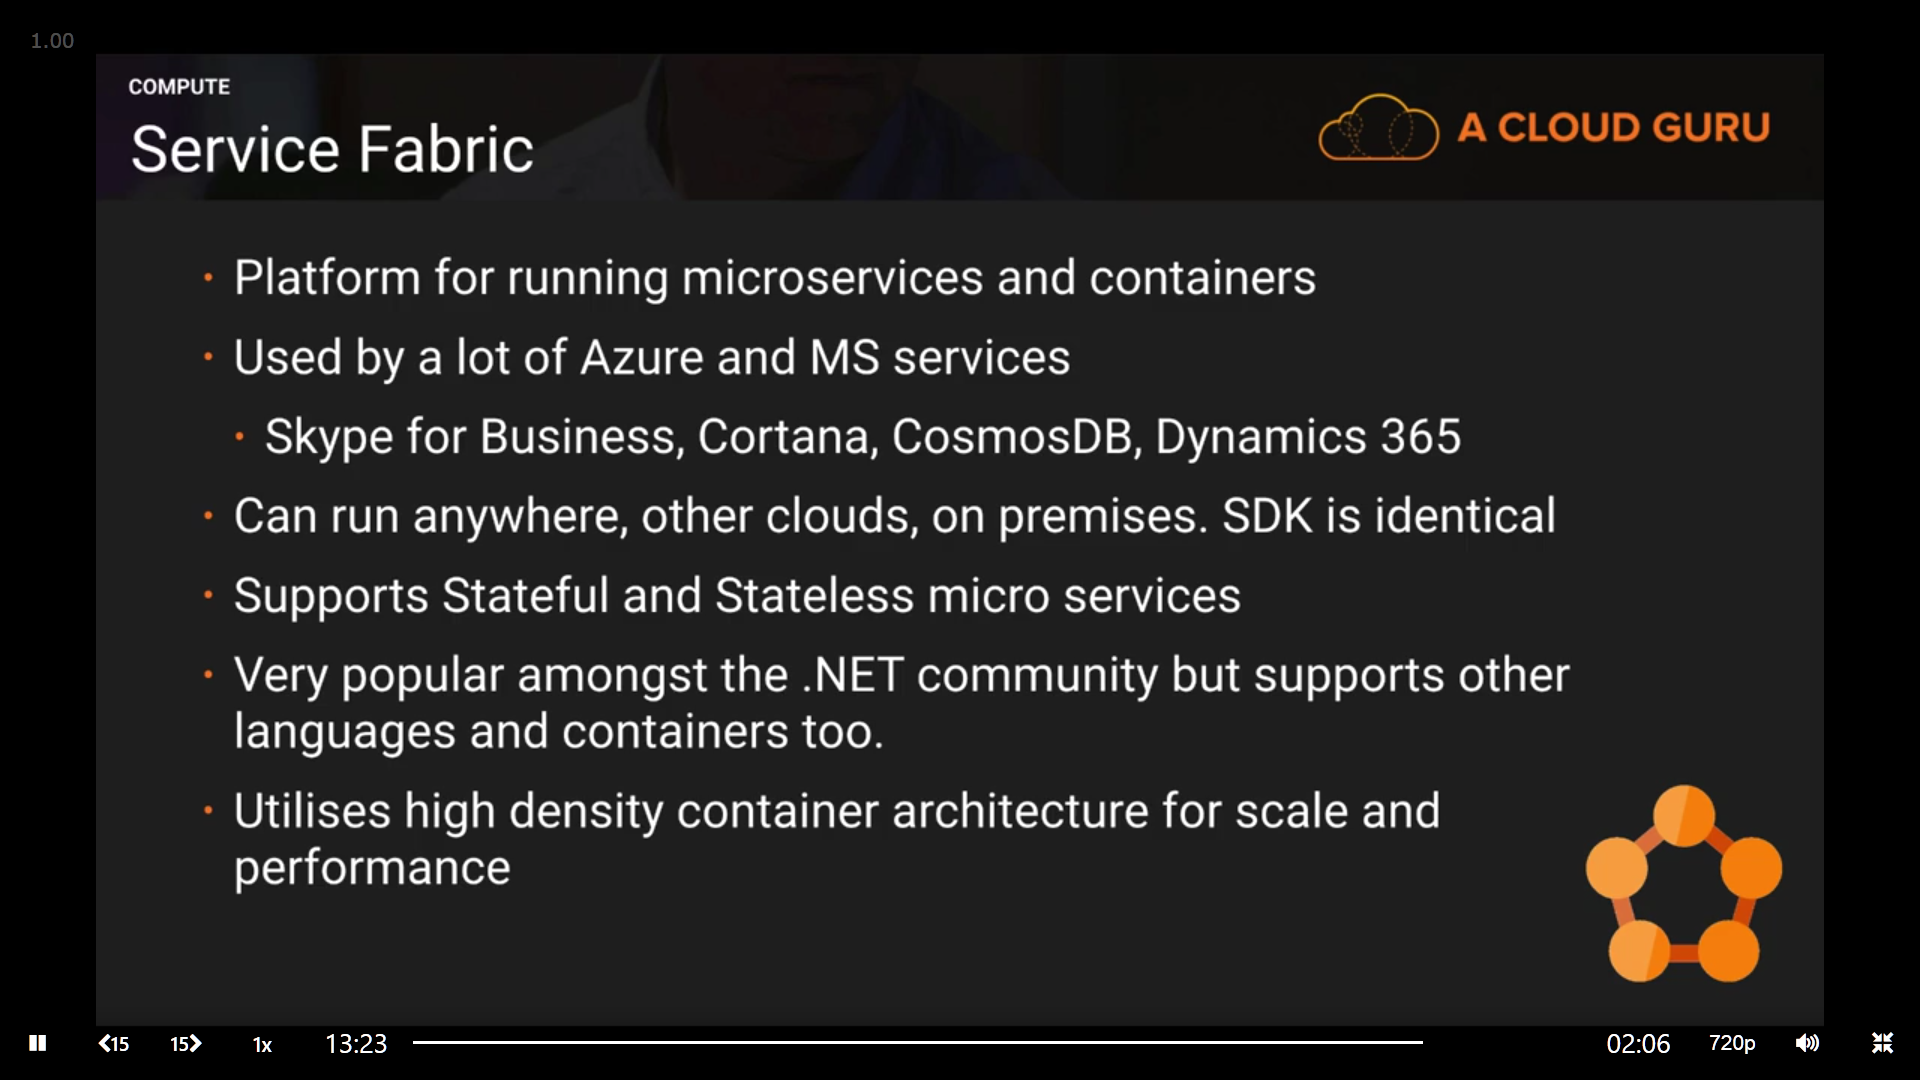 1.00
COMPUTE
Service Fabric
A CLOUD GURU
• Platform for running microservices and containers
• Used by a lot of Azure and MS services
• Skype for Business, Cortana, CosmosDB, Dynamics 365
• Can run anywhere, other clouds, on premises. SDK is identical
• Supports Stateful and Stateless micro services
• Very popular amongst the .NET community but supports other
languages and containers too.
• Utilises high density container architecture for scale and
performance
15 15 1x 13:23 02:06 720p